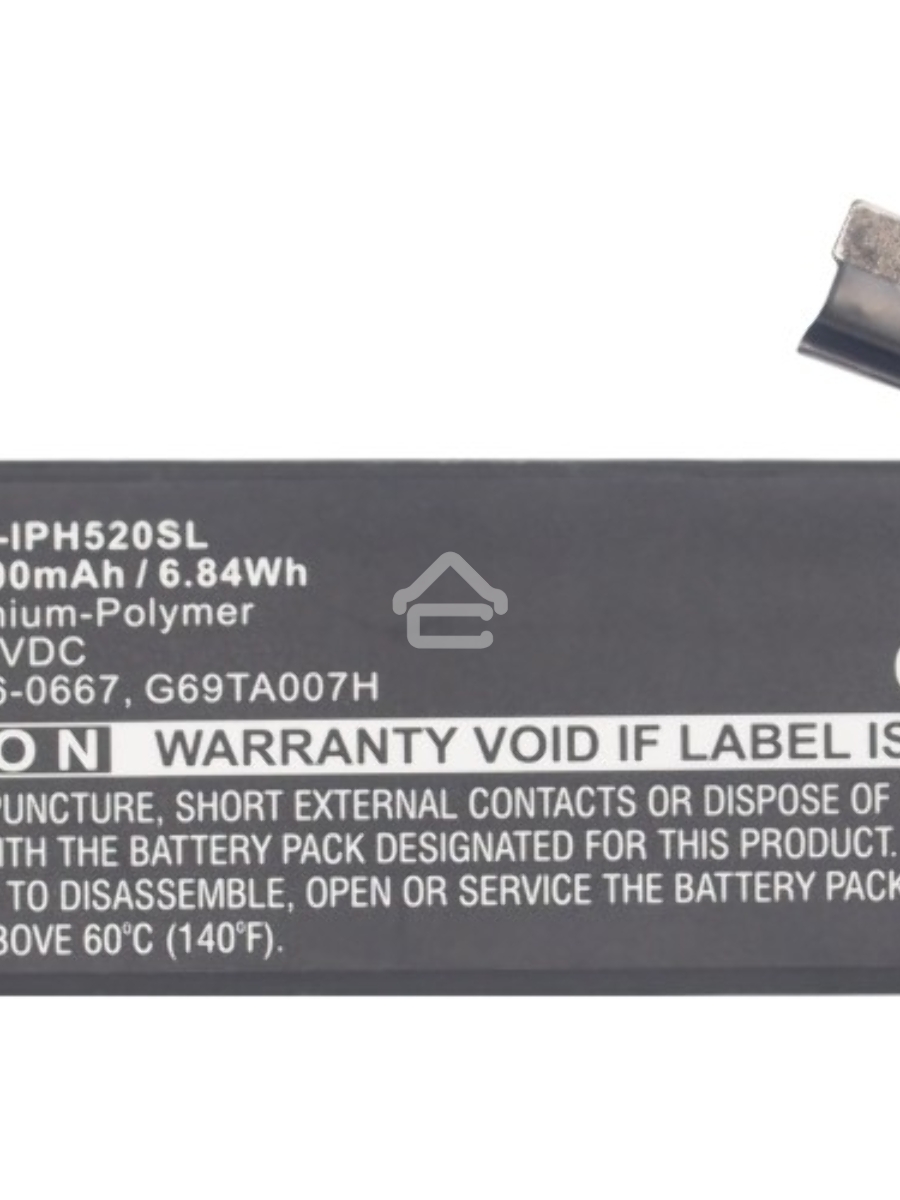 -IPH520SL
00mAh / 6.84Wh
nium-Polymer
VDC
6-0667, G69TA007H
ON WARRANTY VOID IF LABEL IS
PUNCTURE, SHORT EXTERNAL CONTACTS OR DISPOSE OF
ITH THE BATTERY PACK DESIGNATED FOR THIS PRODUCT.
TO DISASSEMBLE, OPEN OR SERVICE THE BATTERY PACK
BOVE 60°C (140°F).